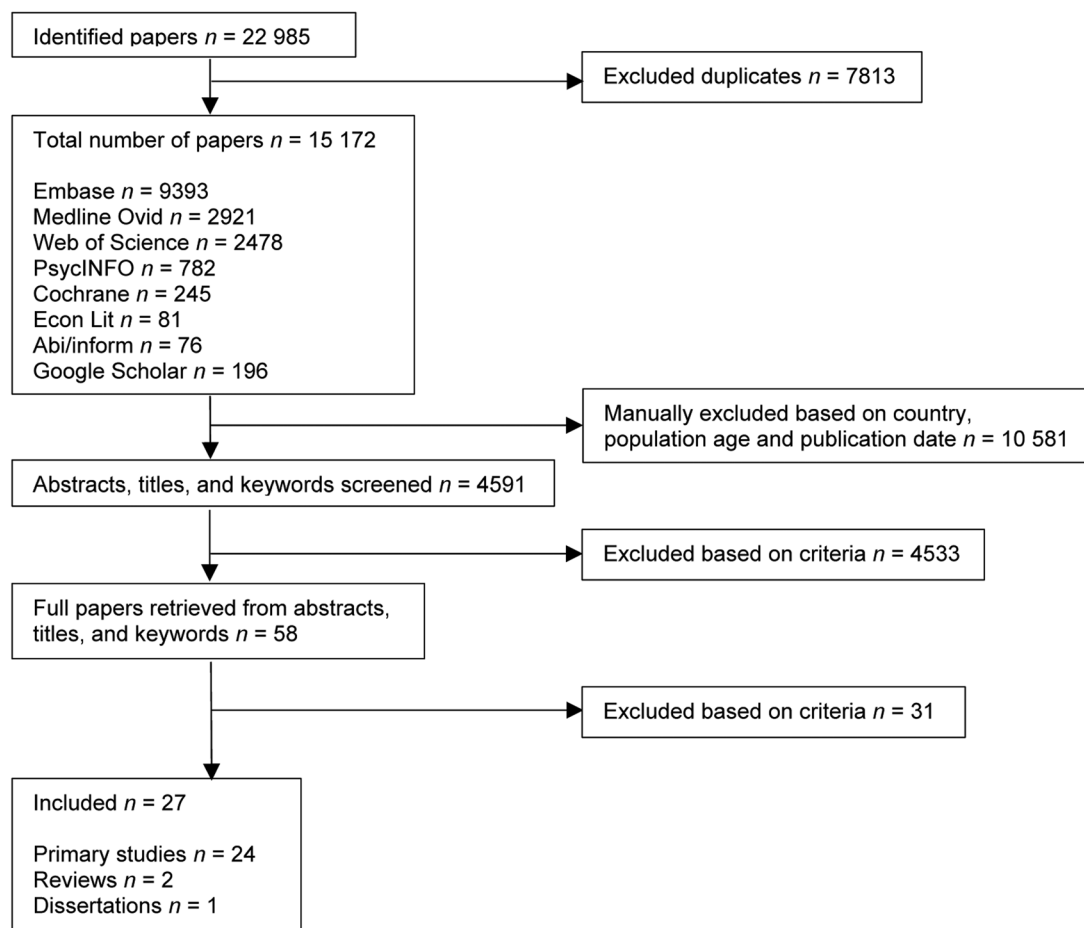 Identified papers n = 22 985
Excluded duplicates n = 7813
Total number of papers n = 15 172
Embase n = 9393
Medline Ovid n = 2921
Web of Science n = 2478
PsycINFO n = 782
Cochrane n = 245
Econ Lit n = 81
Abi/inform n = 76
Google Scholar n = 196
Manually excluded based on country,
population age and publication date n = 10 581
Abstracts, titles, and keywords screened n = 4591
Excluded based on criteria n = 4533
Full papers retrieved from abstracts,
titles, and keywords n = 58
Excluded based on criteria n = 31
Included n = 27
Primary studies n = 24
Reviews n = 2
Dissertations n = 1